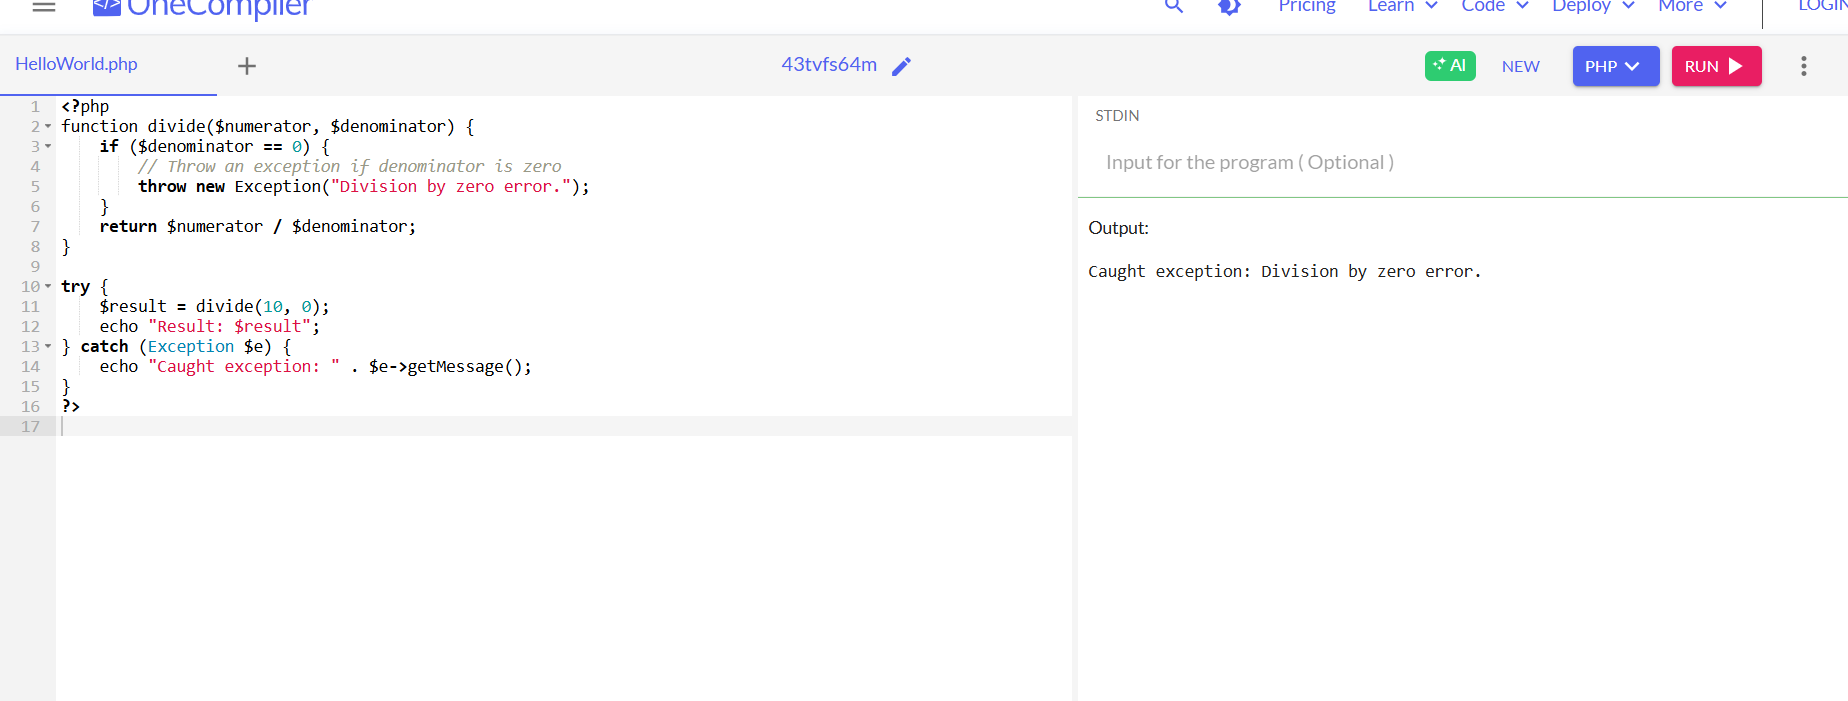 OneCompiler
Pricing Learn Code Deploy More LOGIN
HelloWorld.php
43tvfs64m
AI NEW PHP RUN
1 <?php
2 function divide($numerator, $denominator) {
3     if ($denominator == 0) {
4         // Throw an exception if denominator is zero
5         throw new Exception("Division by zero error.");
6     }
7     return $numerator / $denominator;
8 }
9
10 try {
11     $result = divide(10, 0);
12     echo "Result: $result";
13 } catch (Exception $e) {
14     echo "Caught exception: " . $e->getMessage();
15 }
16 ?>
17
STDIN
Input for the program ( Optional )
Output:
Caught exception: Division by zero error.